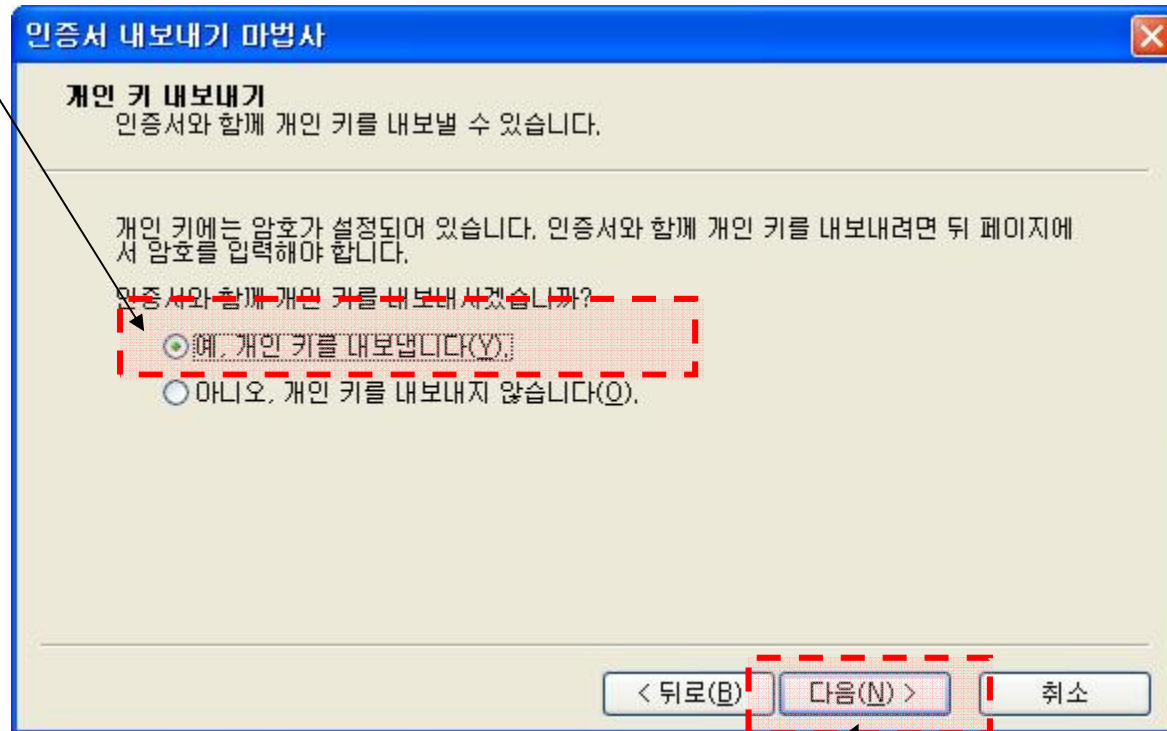 인증서 내보내기 마법사
개인 키 내보내기
인증서와 함께 개인 키를 내보낼 수 있습니다.
개인 키에는 암호가 설정되어 있습니다. 인증서와 함께 개인 키를 내보내려면 뒤 페이지에
서 암호를 입력해야 합니다.
인증서와 함께 개인 키를 내보내시겠습니까?
예, 개인 키를 내보냅니다(Y).
아니오, 개인 키를 내보내지 않습니다(O).
< 뒤로(B) 다음(N) > 취소